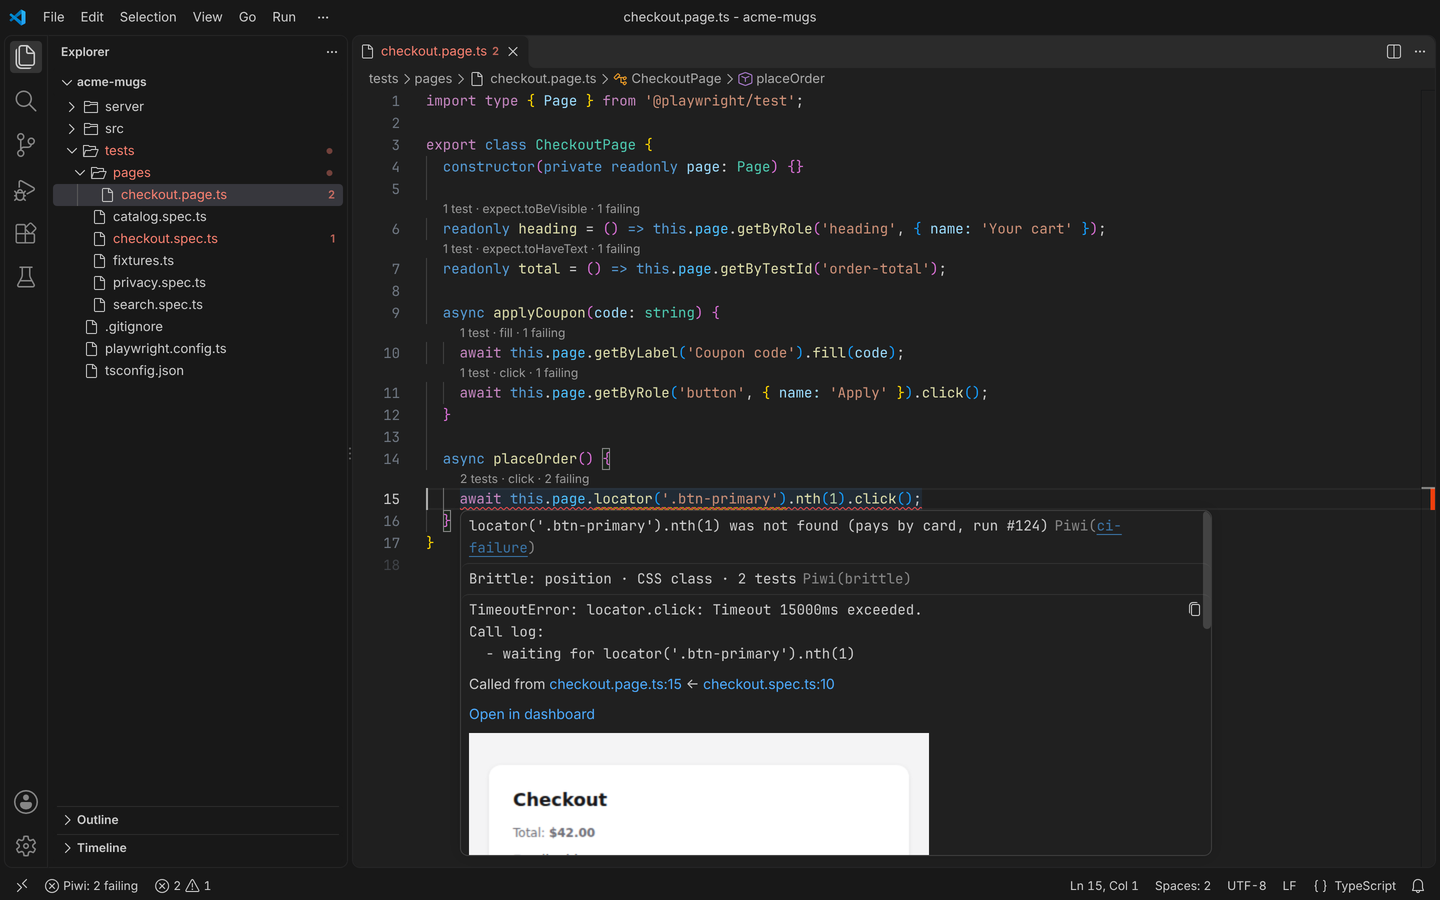 File Edit Selection View Go Run ···
checkout.page.ts - acme-mugs
Explorer ···
acme-mugs
server
src
tests
pages
checkout.page.ts 2
catalog.spec.ts
checkout.spec.ts 1
fixtures.ts
privacy.spec.ts
search.spec.ts
.gitignore
playwright.config.ts
tsconfig.json
Outline
Timeline
checkout.page.ts 2
tests > pages > checkout.page.ts > CheckoutPage > placeOrder
1 import type { Page } from '@playwright/test';
2
3 export class CheckoutPage {
4 constructor(private readonly page: Page) {}
5
1 test · expect.toBeVisible · 1 failing
6 readonly heading = () => this.page.getByRole('heading', { name: 'Your cart' });
1 test · expect.toHaveText · 1 failing
7 readonly total = () => this.page.getByTestId('order-total');
8
9 async applyCoupon(code: string) {
1 test · fill · 1 failing
10 await this.page.getByLabel('Coupon code').fill(code);
1 test · click · 1 failing
11 await this.page.getByRole('button', { name: 'Apply' }).click();
12 }
13
14 async placeOrder() {
2 tests · click · 2 failing
15 await this.page.locator('.btn-primary').nth(1).click();
16 }
17 }
18
locator('.btn-primary').nth(1) was not found (pays by card, run #124) Piwi(ci-
failure)
Brittle: position · CSS class · 2 tests Piwi(brittle)
TimeoutError: locator.click: Timeout 15000ms exceeded.
Call log:
- waiting for locator('.btn-primary').nth(1)
Called from checkout.page.ts:15 ← checkout.spec.ts:10
Open in dashboard
Checkout
Total: $42.00
Piwi: 2 failing 2 1
Ln 15, Col 1 Spaces: 2 UTF-8 LF { } TypeScript